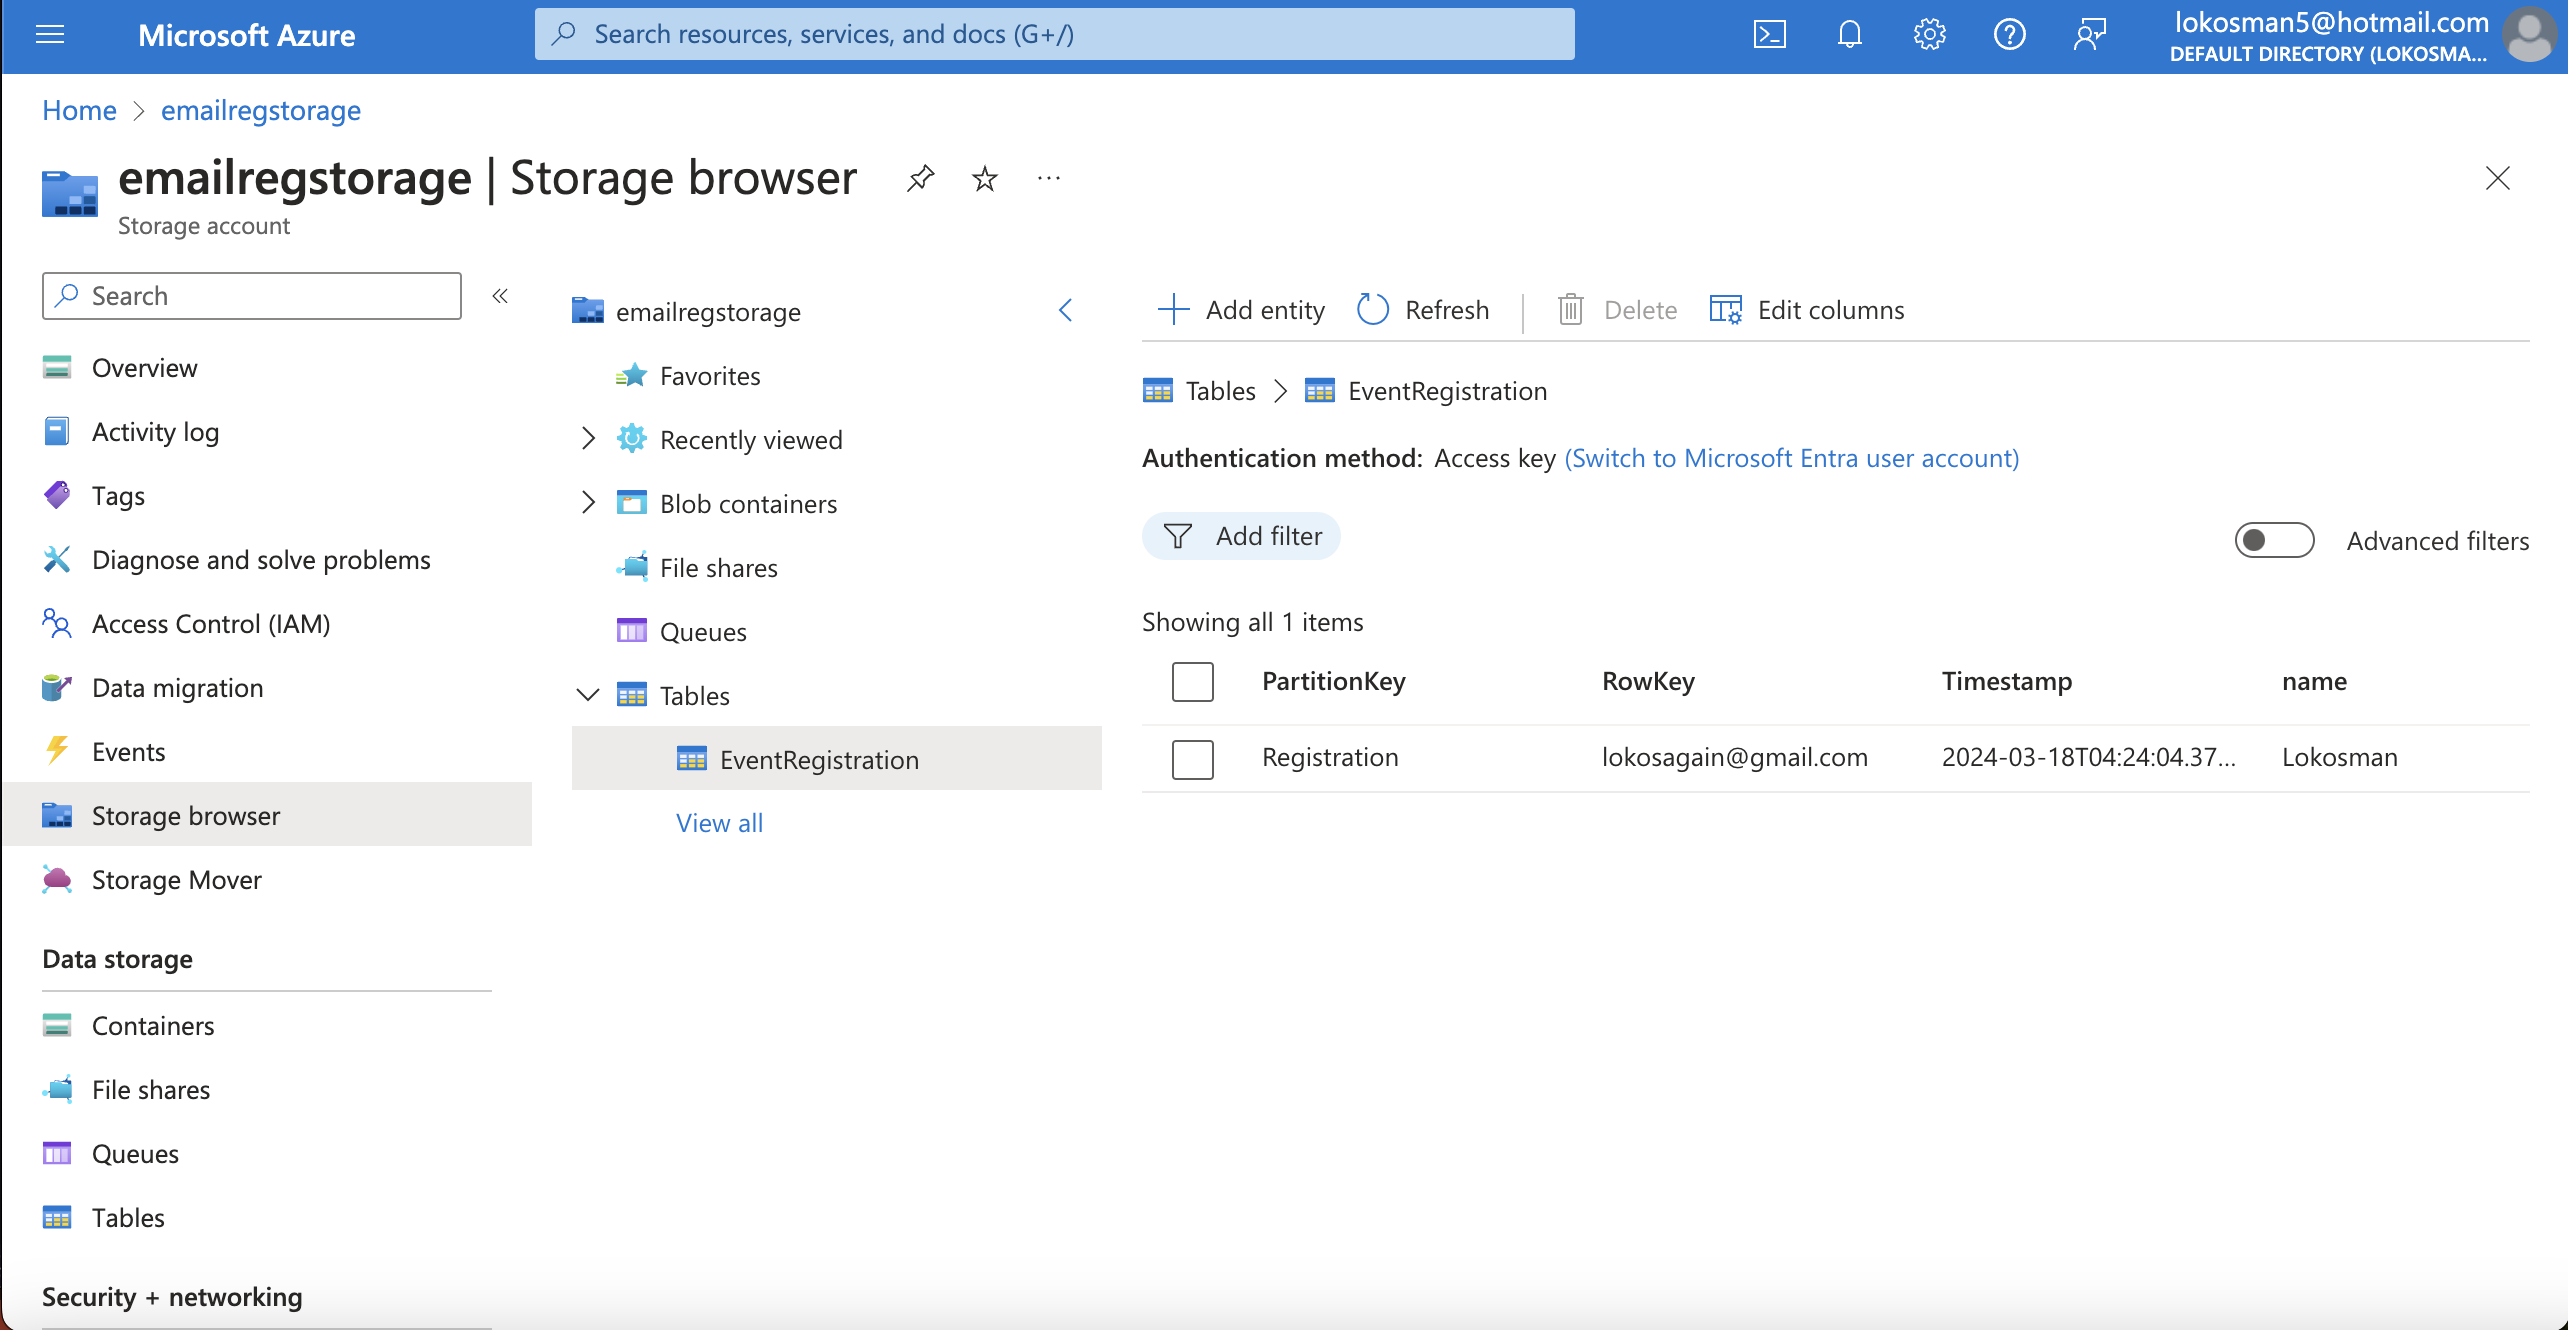 Microsoft Azure
Search resources, services, and docs (G+/)
lokosman5@hotmail.com
DEFAULT DIRECTORY (LOKOSMA...
Home > emailregstorage
emailregstorage | Storage browser
Storage account
Search
Overview
Activity log
Tags
Diagnose and solve problems
Access Control (IAM)
Data migration
Events
Storage browser
Storage Mover
Data storage
Containers
File shares
Queues
Tables
Security + networking
emailregstorage
Favorites
Recently viewed
Blob containers
File shares
Queues
Tables
EventRegistration
View all
Add entity Refresh Delete Edit columns
Tables > EventRegistration
Authentication method: Access key (Switch to Microsoft Entra user account)
Add filter Advanced filters
Showing all 1 items
PartitionKey RowKey Timestamp name
Registration lokosagain@gmail.com 2024-03-18T04:24:04.37... Lokosman